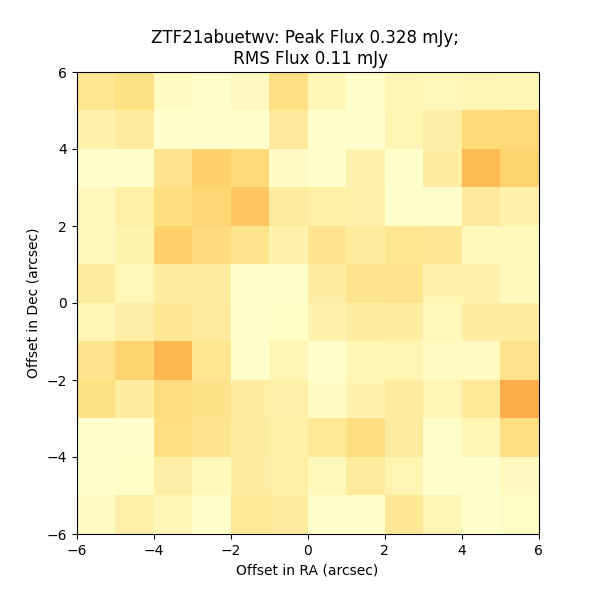 ZTF21abuetwv: Peak Flux 0.328 mJy;
RMS Flux 0.11 mJy
6
4
2
0
−2
−4
−6
Offset in Dec (arcsec)
−6 −4 −2 0 2 4 6
Offset in RA (arcsec)